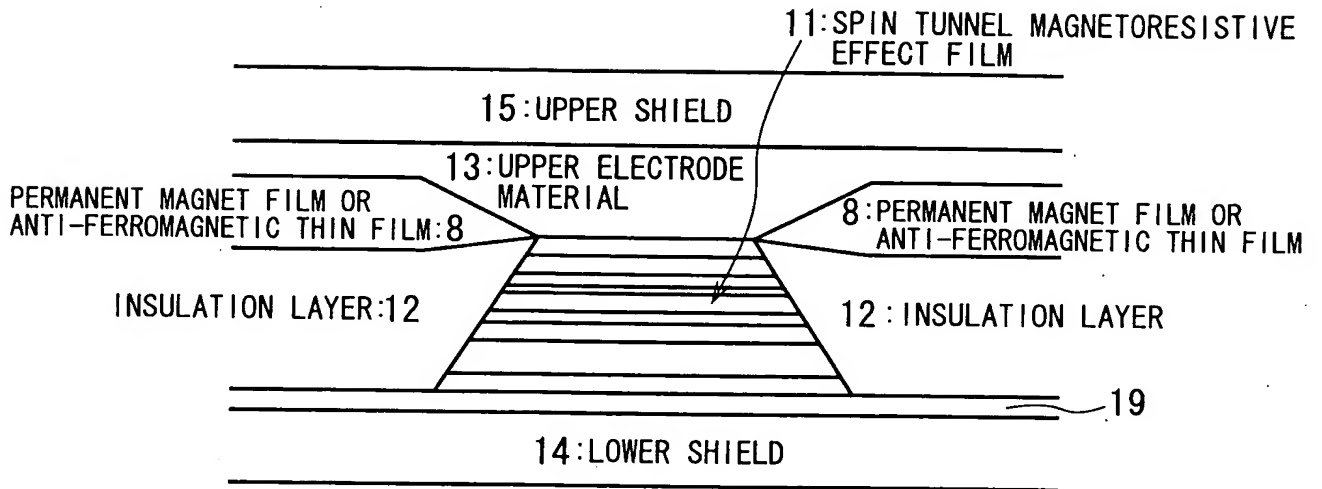 11:SPIN TUNNEL MAGNETORESISTIVE
EFFECT FILM
15:UPPER SHIELD
13:UPPER ELECTRODE
MATERIAL
PERMANENT MAGNET FILM OR
ANTI-FERROMAGNETIC THIN FILM:8
8:PERMANENT MAGNET FILM OR
ANTI-FERROMAGNETIC THIN FILM
INSULATION LAYER:12
12:INSULATION LAYER
19
14:LOWER SHIELD